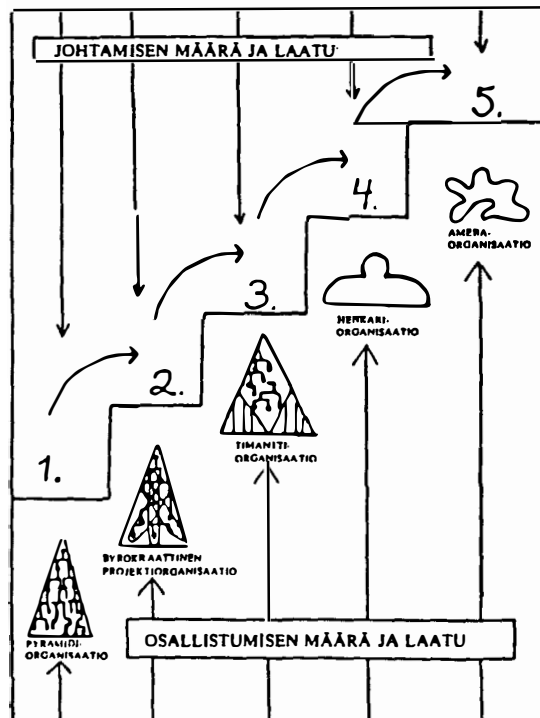 JOHTAMISEN MÄÄRÄ JA LAATU
5.
4.
AMEBA-
ORGANISAATIO
3.
HENKARI-
ORGANISAATIO
2.
TIMANTTI-
ORGANISAATIO
1.
BYROKRAATTINEN
PROJEKTIORGANISAATIO
OSALLISTUMISEN MÄÄRÄ JA LAATU
PYRAMIDI-
ORGANISAATIO